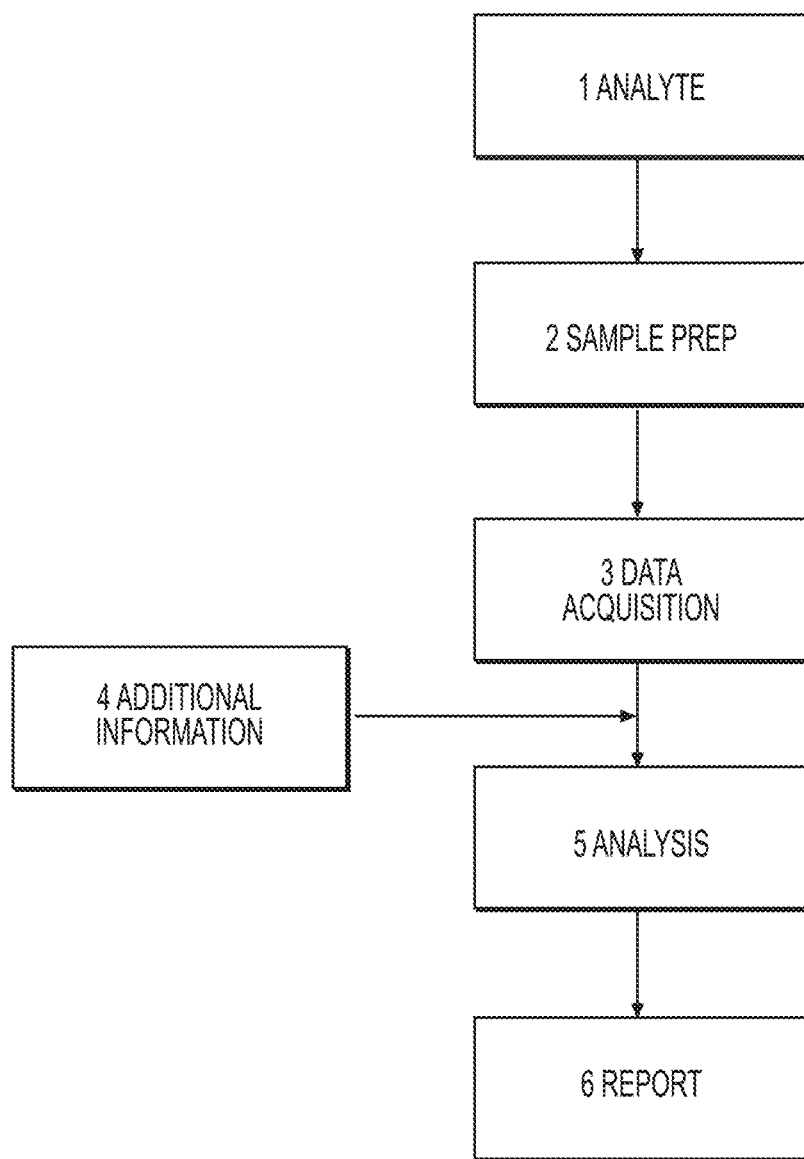 1 ANALYTE
2 SAMPLE PREP
3 DATA
ACQUISITION
4 ADDITIONAL
INFORMATION
5 ANALYSIS
6 REPORT